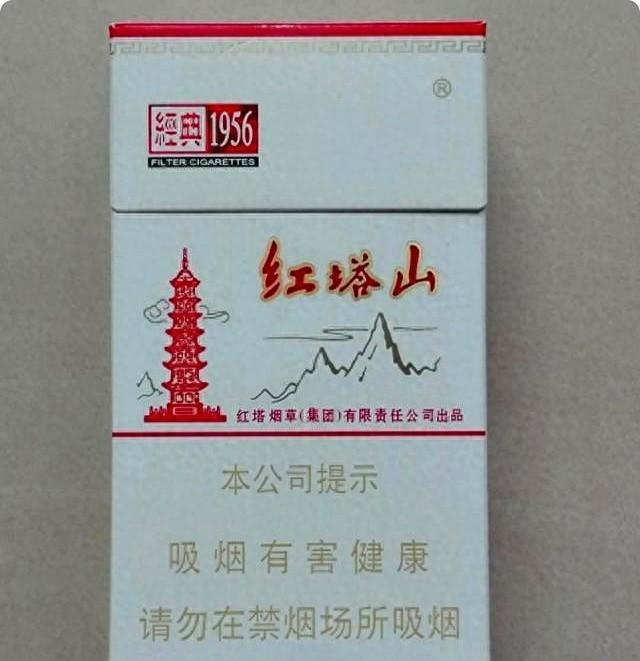 ®
經典 1956
FILTER CIGARETTES
红塔山
红塔烟草(集团)有限责任公司出品
本公司提示
吸烟有害健康
请勿在禁烟场所吸烟